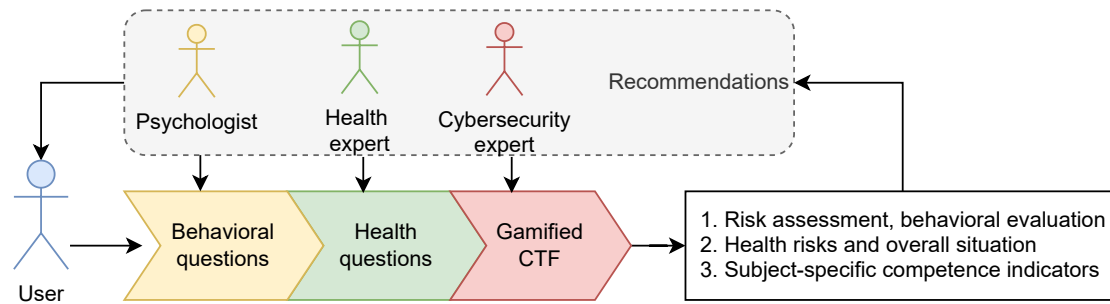 Recommendations
Psychologist
Health
expert
Cybersecurity
expert
User
Behavioral
questions
Health
questions
Gamified
CTF
1. Risk assessment, behavioral evaluation
2. Health risks and overall situation
3. Subject-specific competence indicators